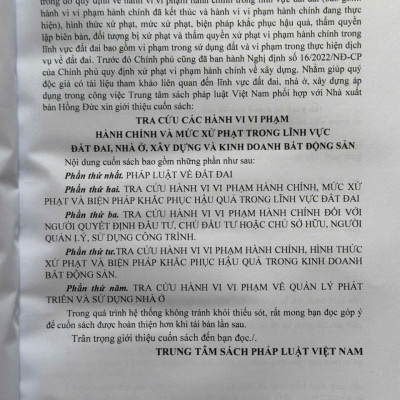 trong đó quy định về hành vi vi phạm hành chính trong lĩnh vực đất đai
hành vi vi phạm hành chính đã kết thúc và hành vi vi phạm hành chính đang thực
hiện), hình thức xử phạt, mức xử phạt, biện pháp khắc phục hậu quả, thẩm quyền
lập biên bản, đối tượng bị xử phạt và thẩm quyền xử phạt vi phạm hành chính trong
lĩnh vực đất đai bao gồm vi phạm trong sử dụng đất và vi phạm trong thực hiện dịch
vụ về đất đai. Trước đó Chính phủ cũng đã ban hành Nghị định số 16/2022/NĐ-CP
của Chính phủ quy định xử phạt vi phạm hành chính về xây dựng. Nhằm giúp quý
độc giả có tài liệu tham khảo liên quan đến lĩnh vực đất đai, nhà ở, xây dựng áp
dụng trong công việc Trung tâm sách pháp luật Việt Nam phối hợp với Nhà xuất
bản Hồng Đức xin giới thiệu cuốn sách:
TRA CỨU CÁC HÀNH VI VI PHẠM
HÀNH CHÍNH VÀ MỨC XỬ PHẠT TRONG LĨNH VỰC
ĐẤT ĐAI, NHÀ Ở, XÂY DỰNG VÀ KINH DOANH BẤT ĐỘNG SẢN
Nội dung cuốn sách bao gồm những phần như sau:
Phần thứ nhất. PHÁP LUẬT VỀ ĐẤT ĐAI
Phần thứ hai. TRA CỨU HÀNH VI VI PHẠM HÀNH CHÍNH, MỨC XỬ
PHẠT VÀ BIỆN PHÁP KHẮC PHỤC HẬU QUẢ TRONG LĨNH VỰC ĐẤT ĐAI
Phần thứ ba. TRA CỨU HÀNH VI VI PHẠM HÀNH CHÍNH ĐỐI VỚI
NGƯỜI QUYẾT ĐỊNH ĐẦU TƯ, CHỦ ĐẦU TƯ HOẶC CHỦ SỞ HỮU, NGƯỜI
QUẢN LÝ, SỬ DỤNG CÔNG TRÌNH.
Phần thứ tư.TRA CỨU HÀNH VI VI PHẠM HÀNH CHÍNH, HÌNH THỨC
XỬ PHẠT VÀ BIỆN PHÁP KHẮC PHỤC HẬU QUẢ TRONG KINH DOANH
BẤT ĐỘNG SẢN.
Phần thứ năm. TRA CỨU HÀNH VI VI PHẠM VỀ QUẢN LÝ PHÁT
TRIỂN VÀ SỬ DỤNG NHÀ Ở
Trong quá trình hệ thống không tránh khỏi thiếu sót, rất mong bạn đọc góp ý
để cuốn sách được hoàn thiện hơn khi tái bản lần sau.
Trân trọng giới thiệu cuốn sách đến bạn đọc./.
TRUNG TÂM SÁCH PHÁP LUẬT VIỆT NAM